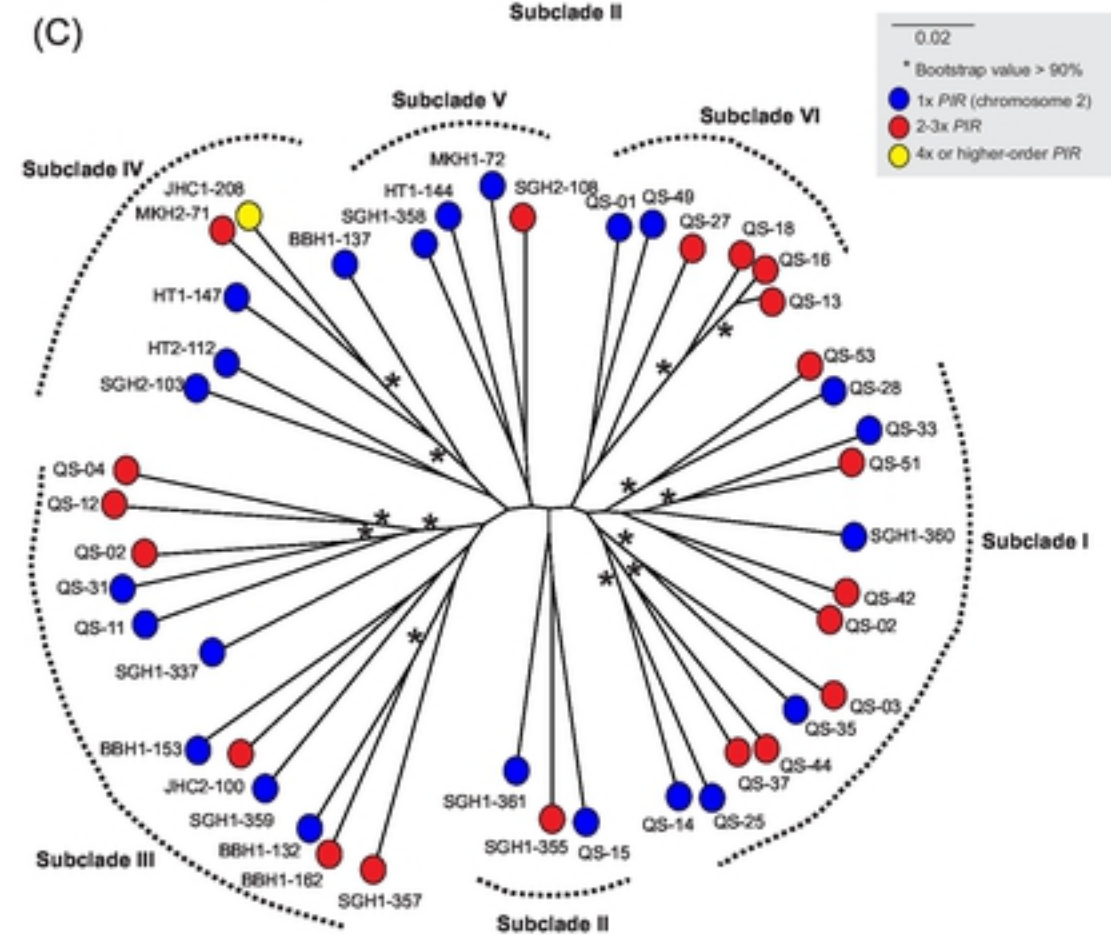 Subclade II
(C)
0.02
* Bootstrap value > 90%
1x PIR (chromosome 2)
2-3x PIR
4x or higher-order PIR
Subclade V
Subclade VI
Subclade IV
MKH1-72
JHC1-208
HT1-144
SGH2-108
QS-01
QS-49
MKH2-71
SGH1-358
QS-27
QS-18
BBH1-137
QS-16
HT1-147
QS-13
*
HT2-112
QS-53
*
SGH2-103
*
QS-28
QS-33
*
QS-51
QS-04
*
*
QS-12
*
*
*
SGH1-360
*
Subclade I
QS-02
*
QS-31
*
*
QS-42
QS-11
QS-02
*
SGH1-337
QS-03
QS-35
BBH1-153
QS-44
JHC2-100
QS-37
SGH1-361
SGH1-359
QS-14
QS-25
BBH1-132
SGH1-355
QS-15
Subclade III
BBH1-162
SGH1-357
Subclade II